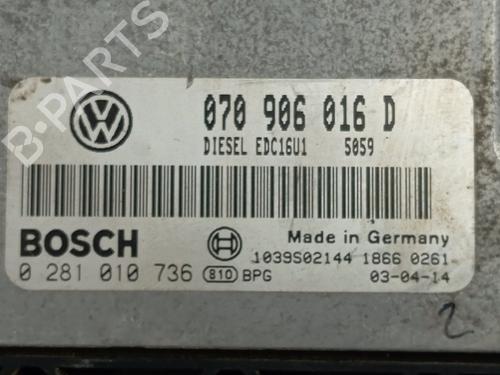 B-PARTS
070 906 016 D
DIESEL EDC16U1 5059
BOSCH
Made in Germany
1039S02144 1866 0261
0 281 010 736 810 BPG
03-04-14
2